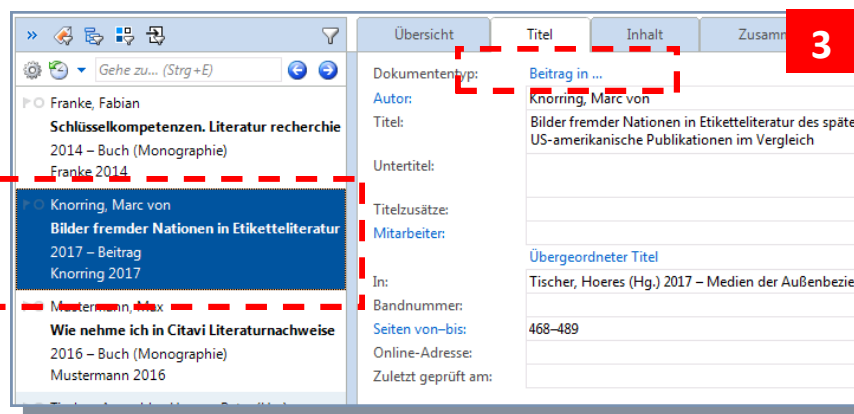 »
Gehe zu... (Strg+E)
Franke, Fabian
Schlüsselkompetenzen. Literatur recherchie
2014 – Buch (Monographie)
Franke 2014
Knorring, Marc von
Bilder fremder Nationen in Etiketteliteratur
2017 – Beitrag
Knorring 2017
Mustermann, Max
Wie nehme ich in Citavi Literaturnachweise
2016 – Buch (Monographie)
Mustermann 2016
Übersicht Titel Inhalt Zusamm
3
Dokumententyp: Beitrag in ...
Autor: Knorring, Marc von
Titel: Bilder fremder Nationen in Etiketteliteratur des späte
US-amerikanische Publikationen im Vergleich
Untertitel:
Titelzusätze:
Mitarbeiter:
Übergeordneter Titel
In: Tischer, Hoeres (Hg.) 2017 – Medien der Außenbezie
Bandnummer:
Seiten von–bis: 468–489
Online-Adresse:
Zuletzt geprüft am: